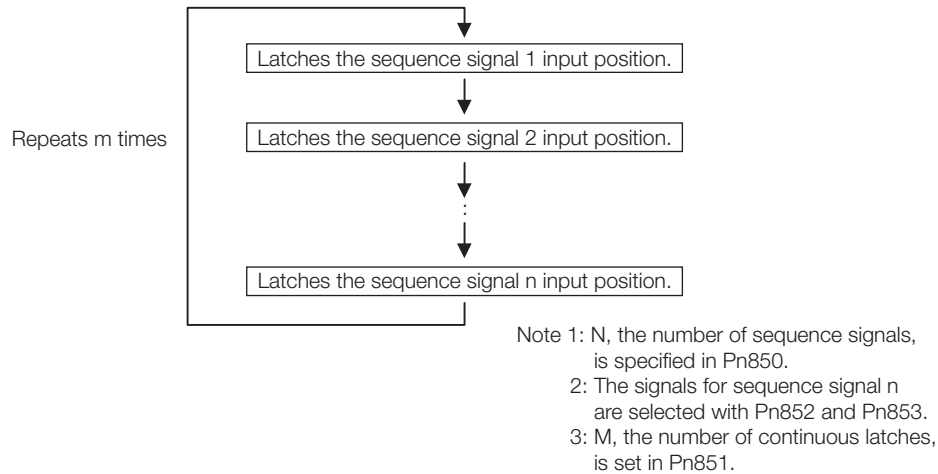 Latches the sequence signal 1 input position.
Repeats m times
Latches the sequence signal 2 input position.
⋮
Latches the sequence signal n input position.
Note 1: N, the number of sequence signals,
is specified in Pn850.
2: The signals for sequence signal n
are selected with Pn852 and Pn853.
3: M, the number of continuous latches,
is set in Pn851.